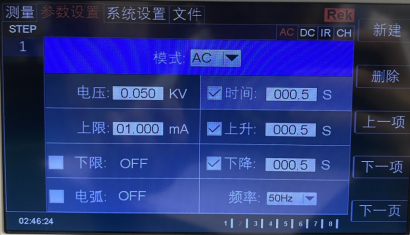 测量 参数设置 系统设置 文件 Rek
STEP AC DC IR CH 新建
1 模式: AC
电压: 0.050 KV 时间: 000.5 S 删除
上限: 01.000 mA 上升: 000.5 S 上一项
下限: OFF 下降: 000.5 S 下一项
电弧: OFF 频率: 50Hz
02:46:24 1 2 3 4 5 6 7 8 下一页